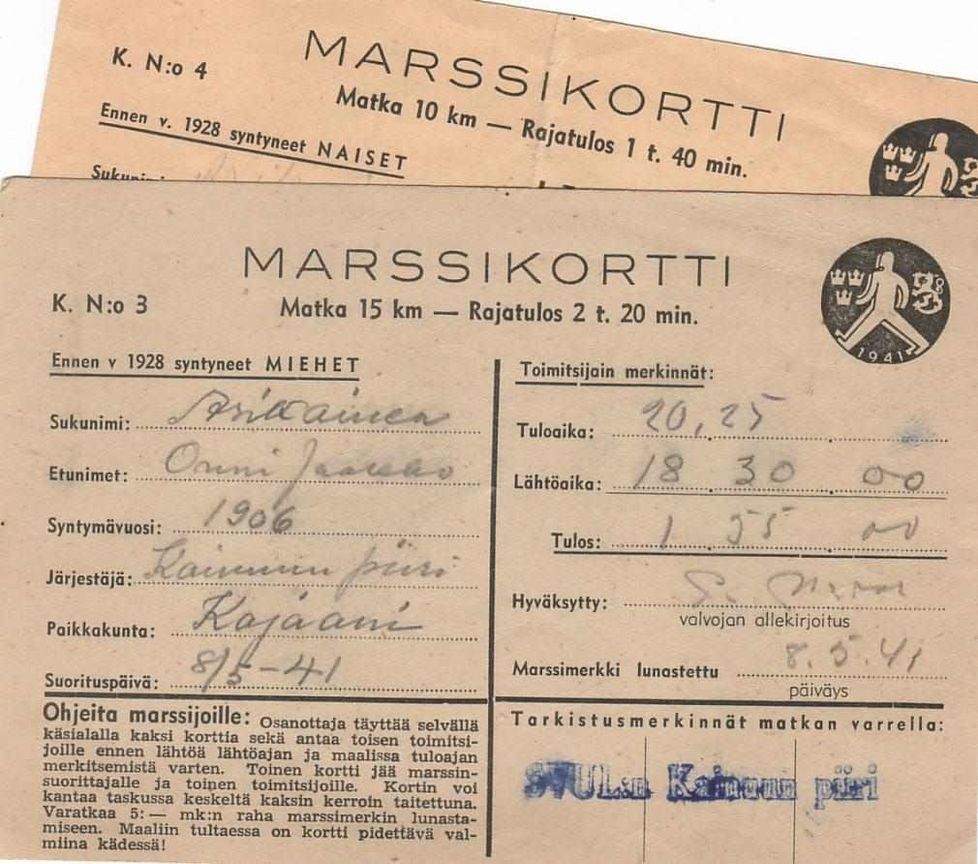 K. N:o 4
MARSSIKORTTI
Matka 10 km — Rajatulos 1 t. 40 min.
Ennen v. 1928 syntyneet NAISET
MARSSIKORTTI
K. N:o 3
Matka 15 km — Rajatulos 2 t. 20 min.
1941
Ennen v 1928 syntyneet MIEHET
Sukunimi: Asikainen
Etunimet: Onni Jaakko
Syntymävuosi: 1906
Järjestäjä: Kainuun piiri
Paikkakunta: Kajaani
Suorituspäivä: 8/5-41
Ohjeita marssijoille: Osanottaja täyttää selvällä
käsialalla kaksi korttia sekä antaa toisen toimitsi-
joille ennen lähtöä lähtöajan ja maalissa tuloajan
merkitsemistä varten. Toinen kortti jää marssin-
suorittajalle ja toinen toimitsijoille. Kortin voi
kantaa taskussa keskeltä kaksin kerroin taitettuna.
Varatkaa 5:— mk:n raha marssimerkin lunasta-
miseen. Maaliin tultaessa on kortti pidettävä val-
miina kädessä!
Toimitsijain merkinnät:
Tuloaika: 20,25
Lähtöaika: 18 30 00
Tulos: 1 55 00
Hyväksytty:
valvojan allekirjoitus
Marssimerkki lunastettu 8.5.41
päiväys
Tarkistusmerkinnät matkan varrella:
SVUL:n Kainuun piiri